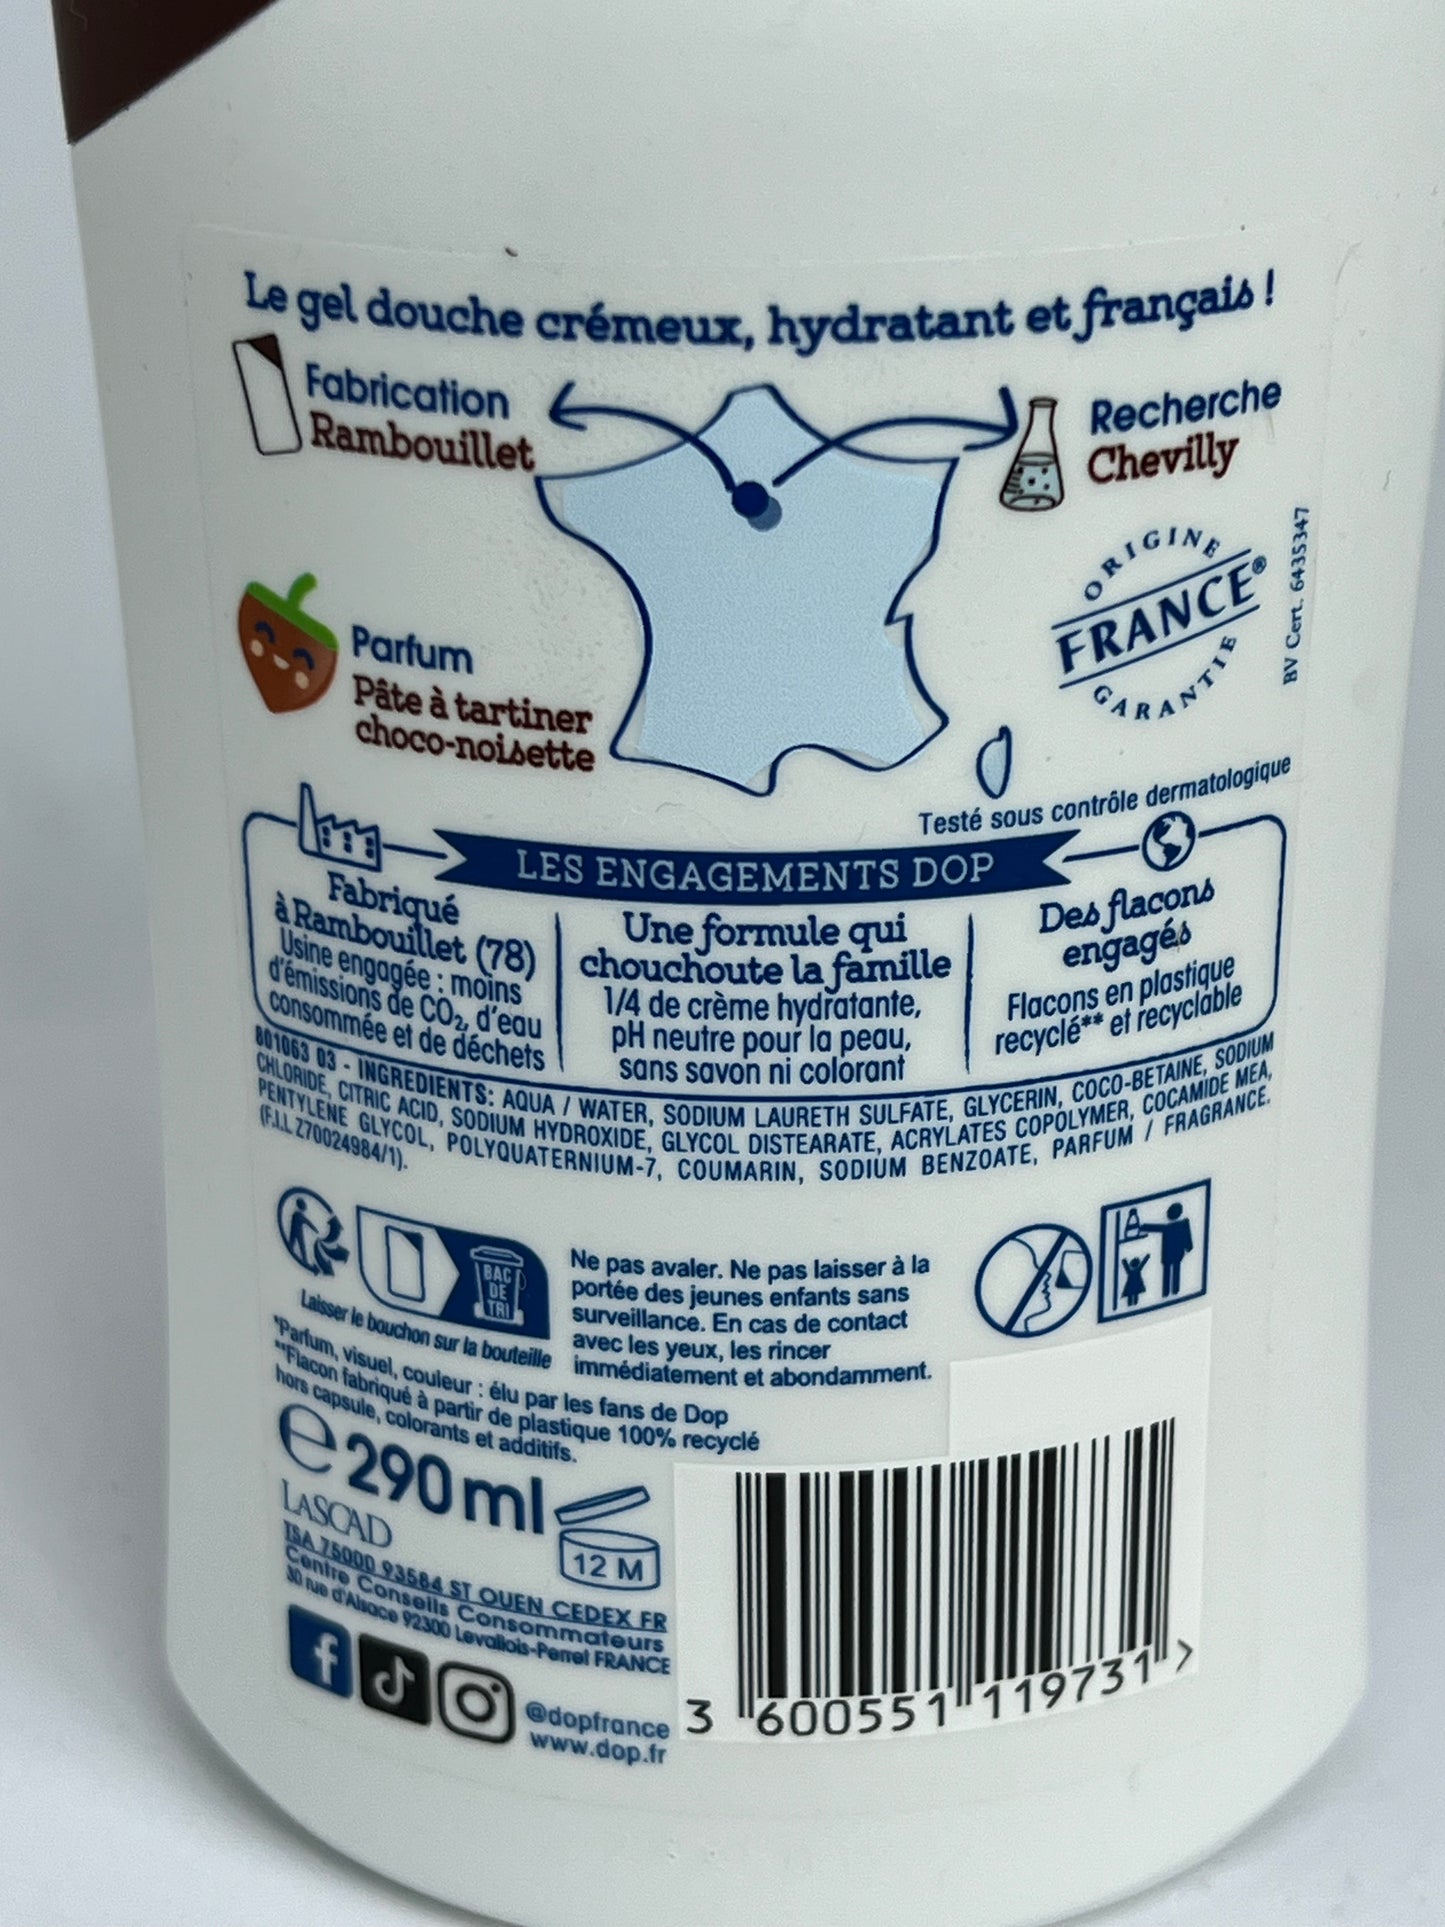 Le gel douche crémeux, hydratant et français !
Fabrication
Rambouillet
Recherche
Chevilly
ORIGINE
FRANCE®
GARANTIE
BV Cert. 6435347
Parfum
Pâte à tartiner
choco-noisette
Testé sous contrôle dermatologique
LES ENGAGEMENTS DOP
Fabriqué
à Rambouillet (78)
Usine engagée : moins
d'émissions de CO₂, d'eau
consommée et de déchets
Une formule qui
chouchoute la famille
1/4 de crème hydratante,
pH neutre pour la peau,
sans savon ni colorant
Des flacons
engagés
Flacons en plastique
recyclé** et recyclable
801063 03 - INGREDIENTS: AQUA / WATER, SODIUM LAURETH SULFATE, GLYCERIN, COCO-BETAINE, SODIUM
CHLORIDE, CITRIC ACID, SODIUM HYDROXIDE, GLYCOL DISTEARATE, ACRYLATES COPOLYMER, COCAMIDE MEA,
PENTYLENE GLYCOL, POLYQUATERNIUM-7, COUMARIN, SODIUM BENZOATE, PARFUM / FRAGRANCE.
(F.I.L Z70024984/1).
BAC
DE
TRI
Laisser le bouchon sur la bouteille
Ne pas avaler. Ne pas laisser à la
portée des jeunes enfants sans
surveillance. En cas de contact
avec les yeux, les rincer
immédiatement et abondamment.
*Parfum, visuel, couleur : élu par les fans de Dop
**Flacon fabriqué à partir de plastique 100% recyclé
hors capsule, colorants et additifs.
e 290 ml
12 M
LASCAD
TSA 75000 93584 ST OUEN CEDEX FR
Centre Conseils Consommateurs
30 rue d'Alsace 92300 Levallois-Perret FRANCE
@dopfrance
www.dop.fr
3 600551 119731 >